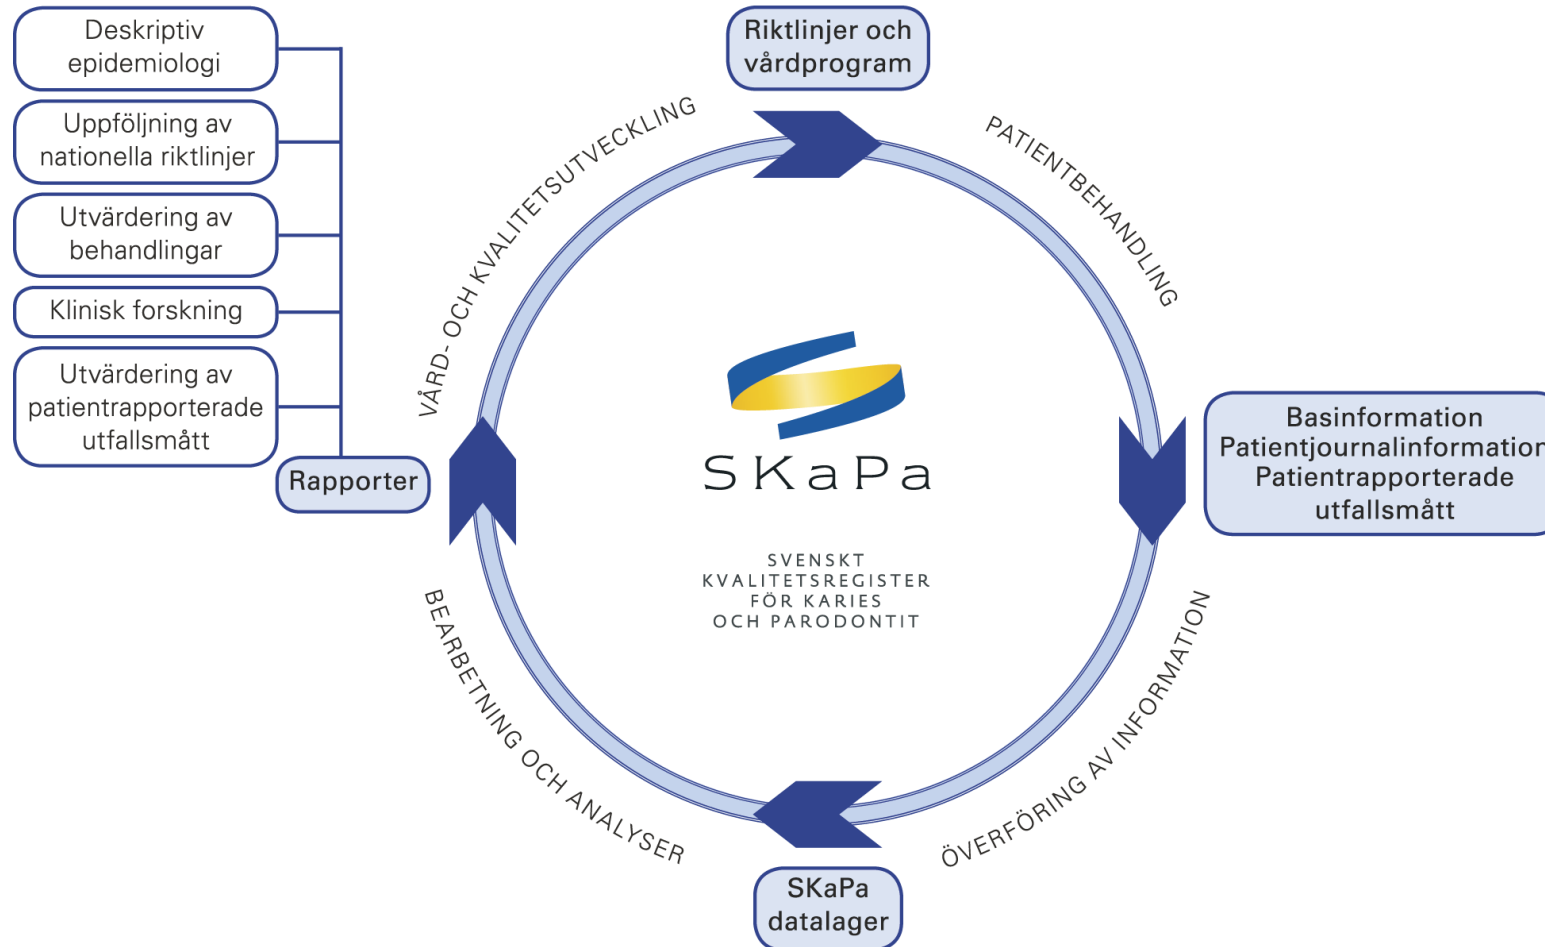 Deskriptiv
epidemiologi
Uppföljning av
nationella riktlinjer
Utvärdering av
behandlingar
Klinisk forskning
Utvärdering av
patientrapporterade
utfallsmått
Rapporter
VÅRD- OCH KVALITETSUTVECKLING
Riktlinjer och
vårdprogram
PATIENTBEHANDLING
Basinformation
Patientjournalinformation
Patientrapporterade
utfallsmått
ÖVERFÖRING AV INFORMATION
SKaPa
datalager
BEARBETNING OCH ANALYSER
SKaPa
SVENSKT
KVALITETSREGISTER
FÖR KARIES
OCH PARODONTIT